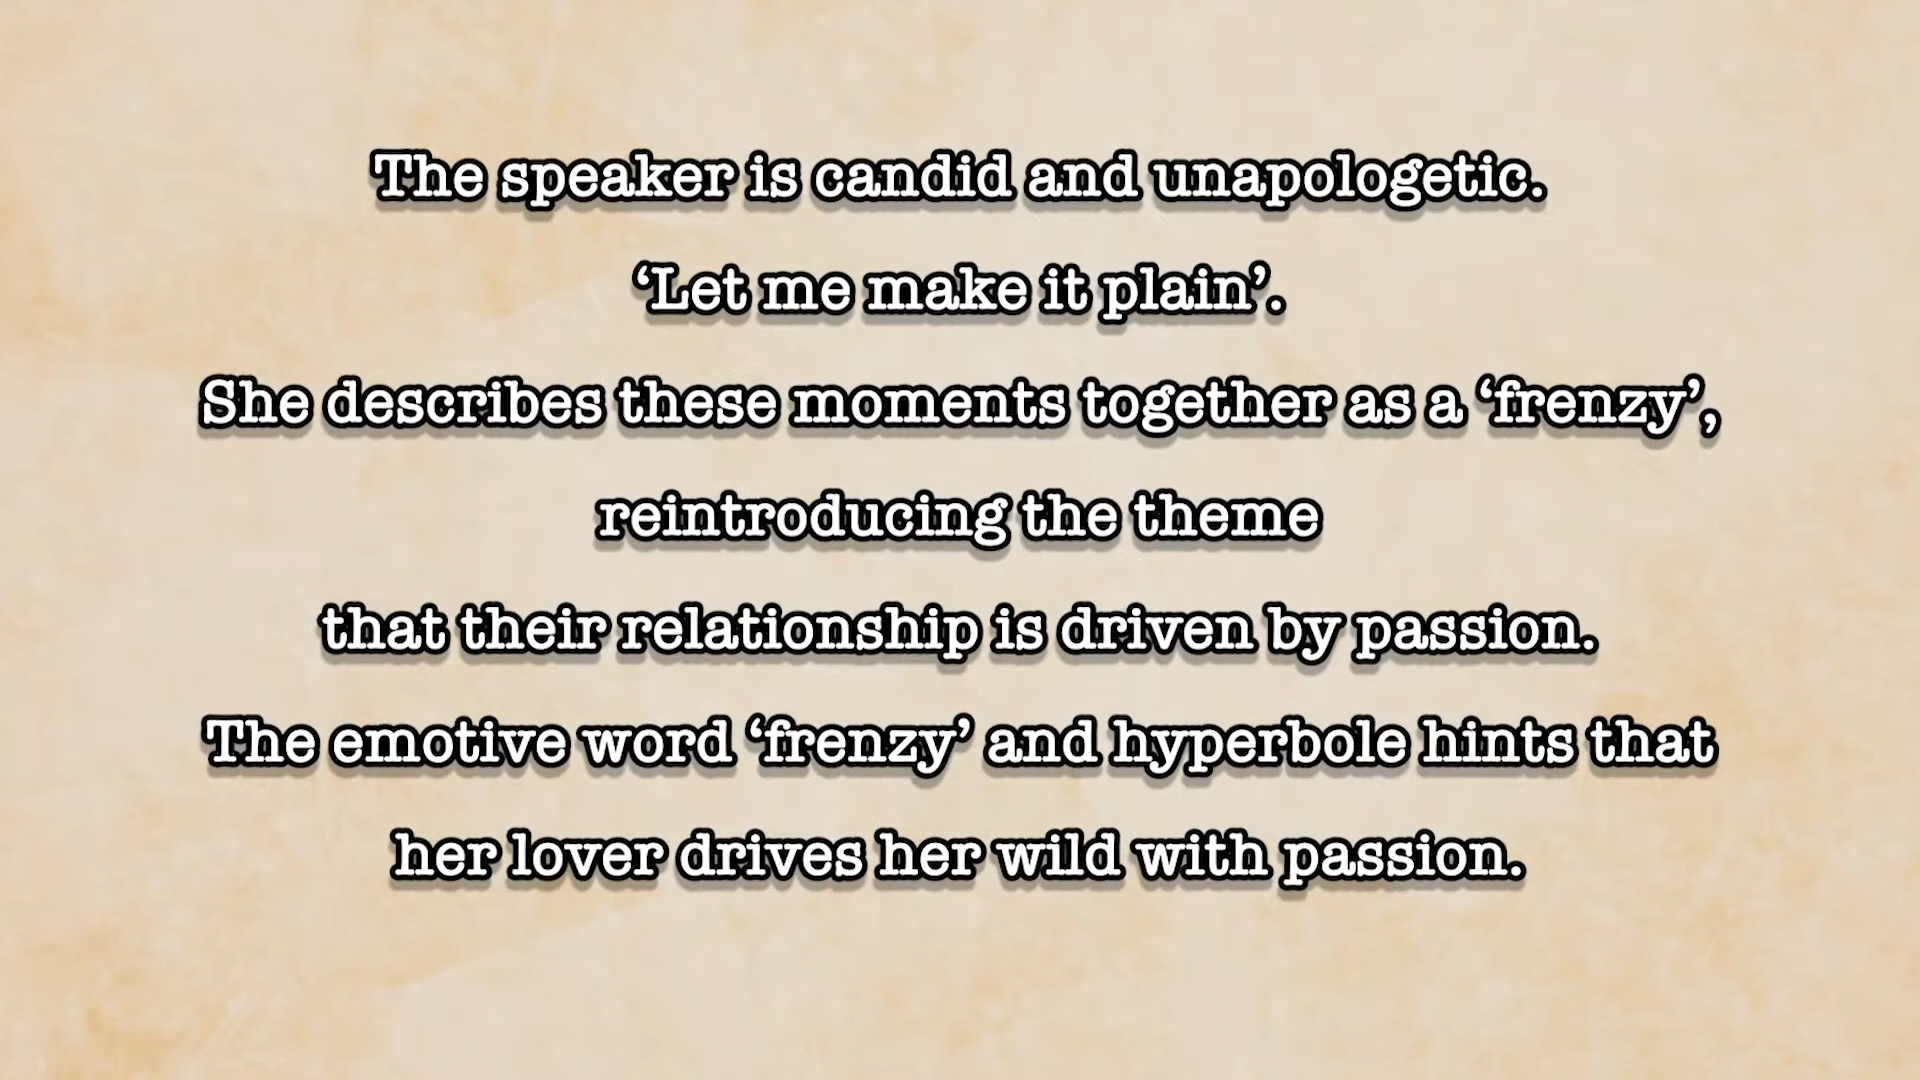 The speaker is candid and unapologetic.
‘Let me make it plain’.
She describes these moments together as a ‘frenzy’,
reintroducing the theme
that their relationship is driven by passion.
The emotive word ‘frenzy’ and hyperbole hints that
her lover drives her wild with passion.